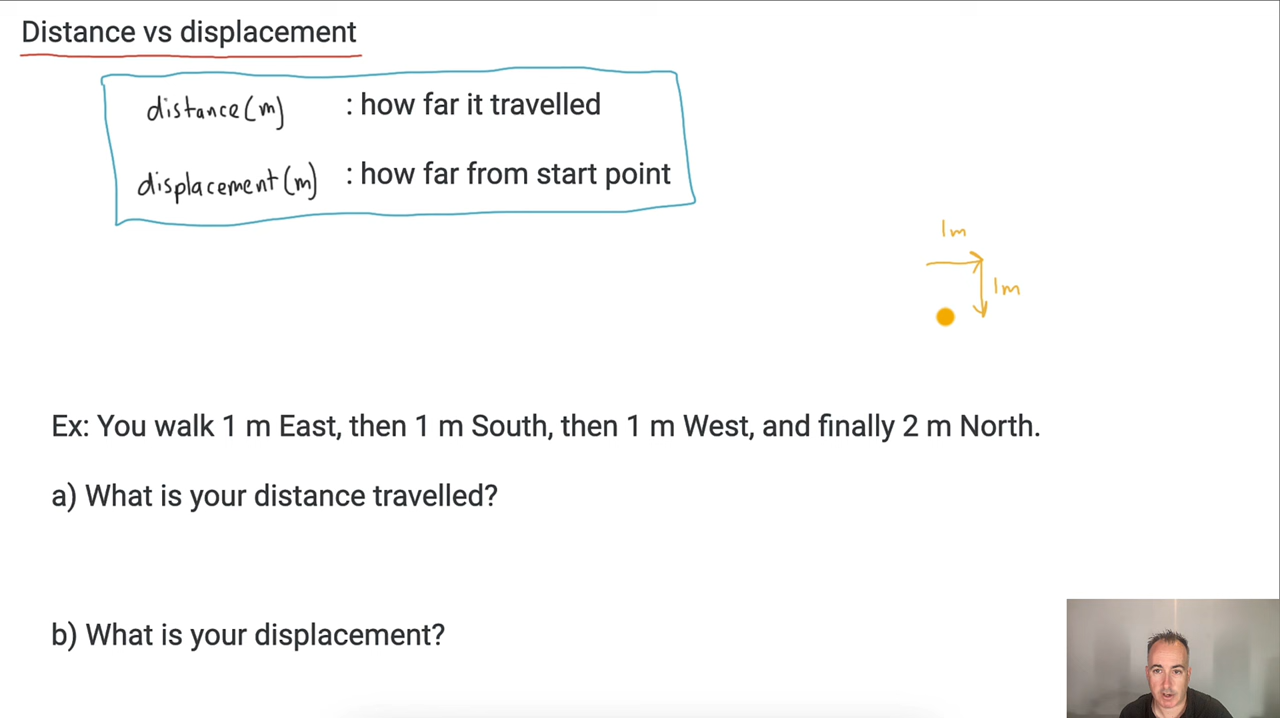 Distance vs displacement
distance (m) : how far it travelled
displacement (m) : how far from start point
1m
1m
Ex: You walk 1 m East, then 1 m South, then 1 m West, and finally 2 m North.
a) What is your distance travelled?
b) What is your displacement?